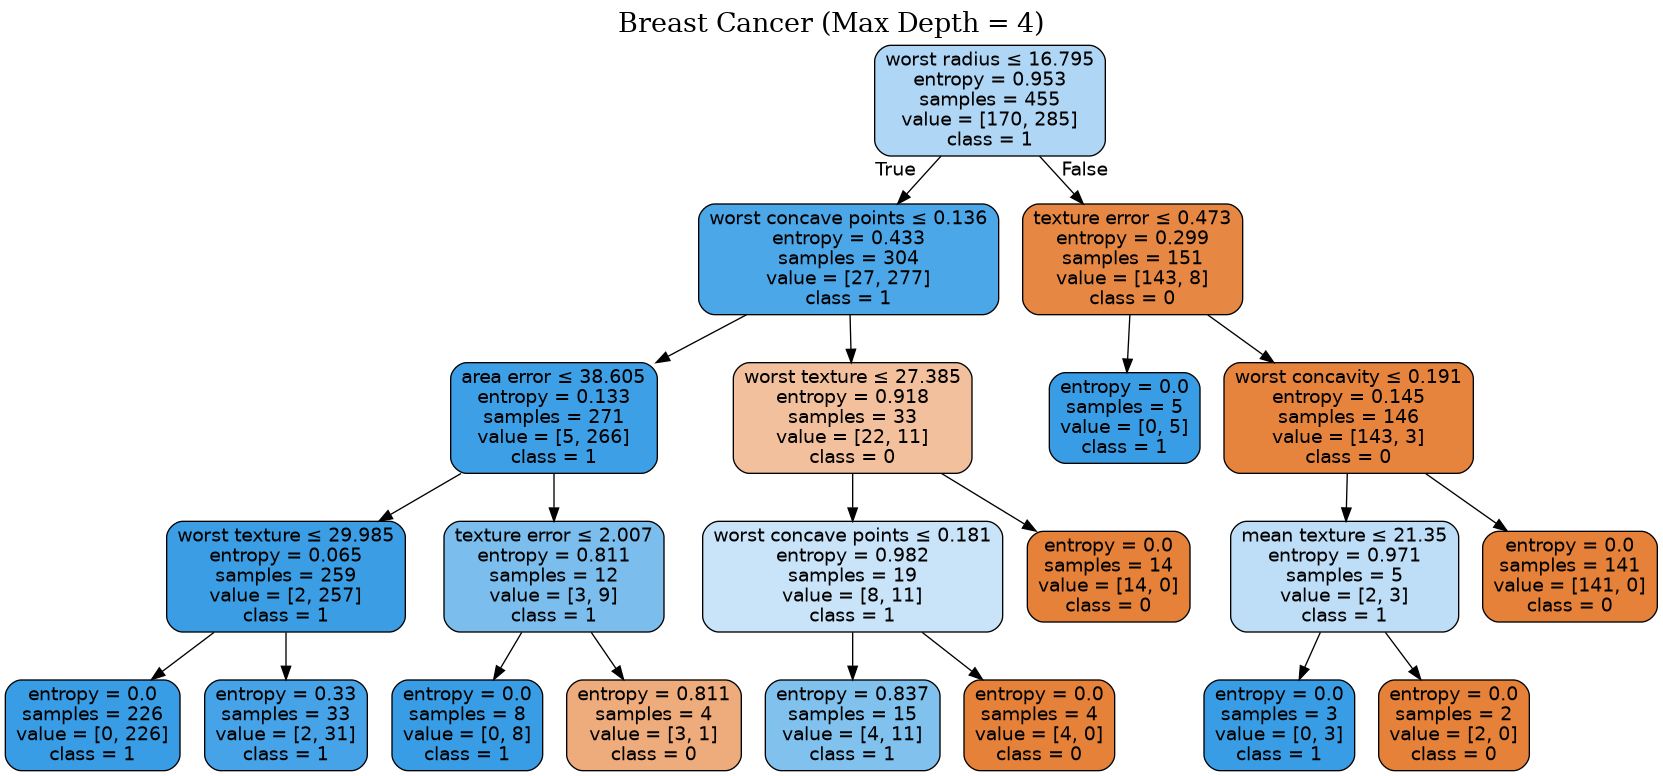 Breast Cancer (Max Depth = 4)
worst radius ≤ 16.795
entropy = 0.953
samples = 455
value = [170, 285]
class = 1
True
False
worst concave points ≤ 0.136
entropy = 0.433
samples = 304
value = [27, 277]
class = 1
texture error ≤ 0.473
entropy = 0.299
samples = 151
value = [143, 8]
class = 0
area error ≤ 38.605
entropy = 0.133
samples = 271
value = [5, 266]
class = 1
worst texture ≤ 27.385
entropy = 0.918
samples = 33
value = [22, 11]
class = 0
entropy = 0.0
samples = 5
value = [0, 5]
class = 1
worst concavity ≤ 0.191
entropy = 0.145
samples = 146
value = [143, 3]
class = 0
worst texture ≤ 29.985
entropy = 0.065
samples = 259
value = [2, 257]
class = 1
texture error ≤ 2.007
entropy = 0.811
samples = 12
value = [3, 9]
class = 1
worst concave points ≤ 0.181
entropy = 0.982
samples = 19
value = [8, 11]
class = 1
entropy = 0.0
samples = 14
value = [14, 0]
class = 0
mean texture ≤ 21.35
entropy = 0.971
samples = 5
value = [2, 3]
class = 1
entropy = 0.0
samples = 141
value = [141, 0]
class = 0
entropy = 0.0
samples = 226
value = [0, 226]
class = 1
entropy = 0.33
samples = 33
value = [2, 31]
class = 1
entropy = 0.0
samples = 8
value = [0, 8]
class = 1
entropy = 0.811
samples = 4
value = [3, 1]
class = 0
entropy = 0.837
samples = 15
value = [4, 11]
class = 1
entropy = 0.0
samples = 4
value = [4, 0]
class = 0
entropy = 0.0
samples = 3
value = [0, 3]
class = 1
entropy = 0.0
samples = 2
value = [2, 0]
class = 0